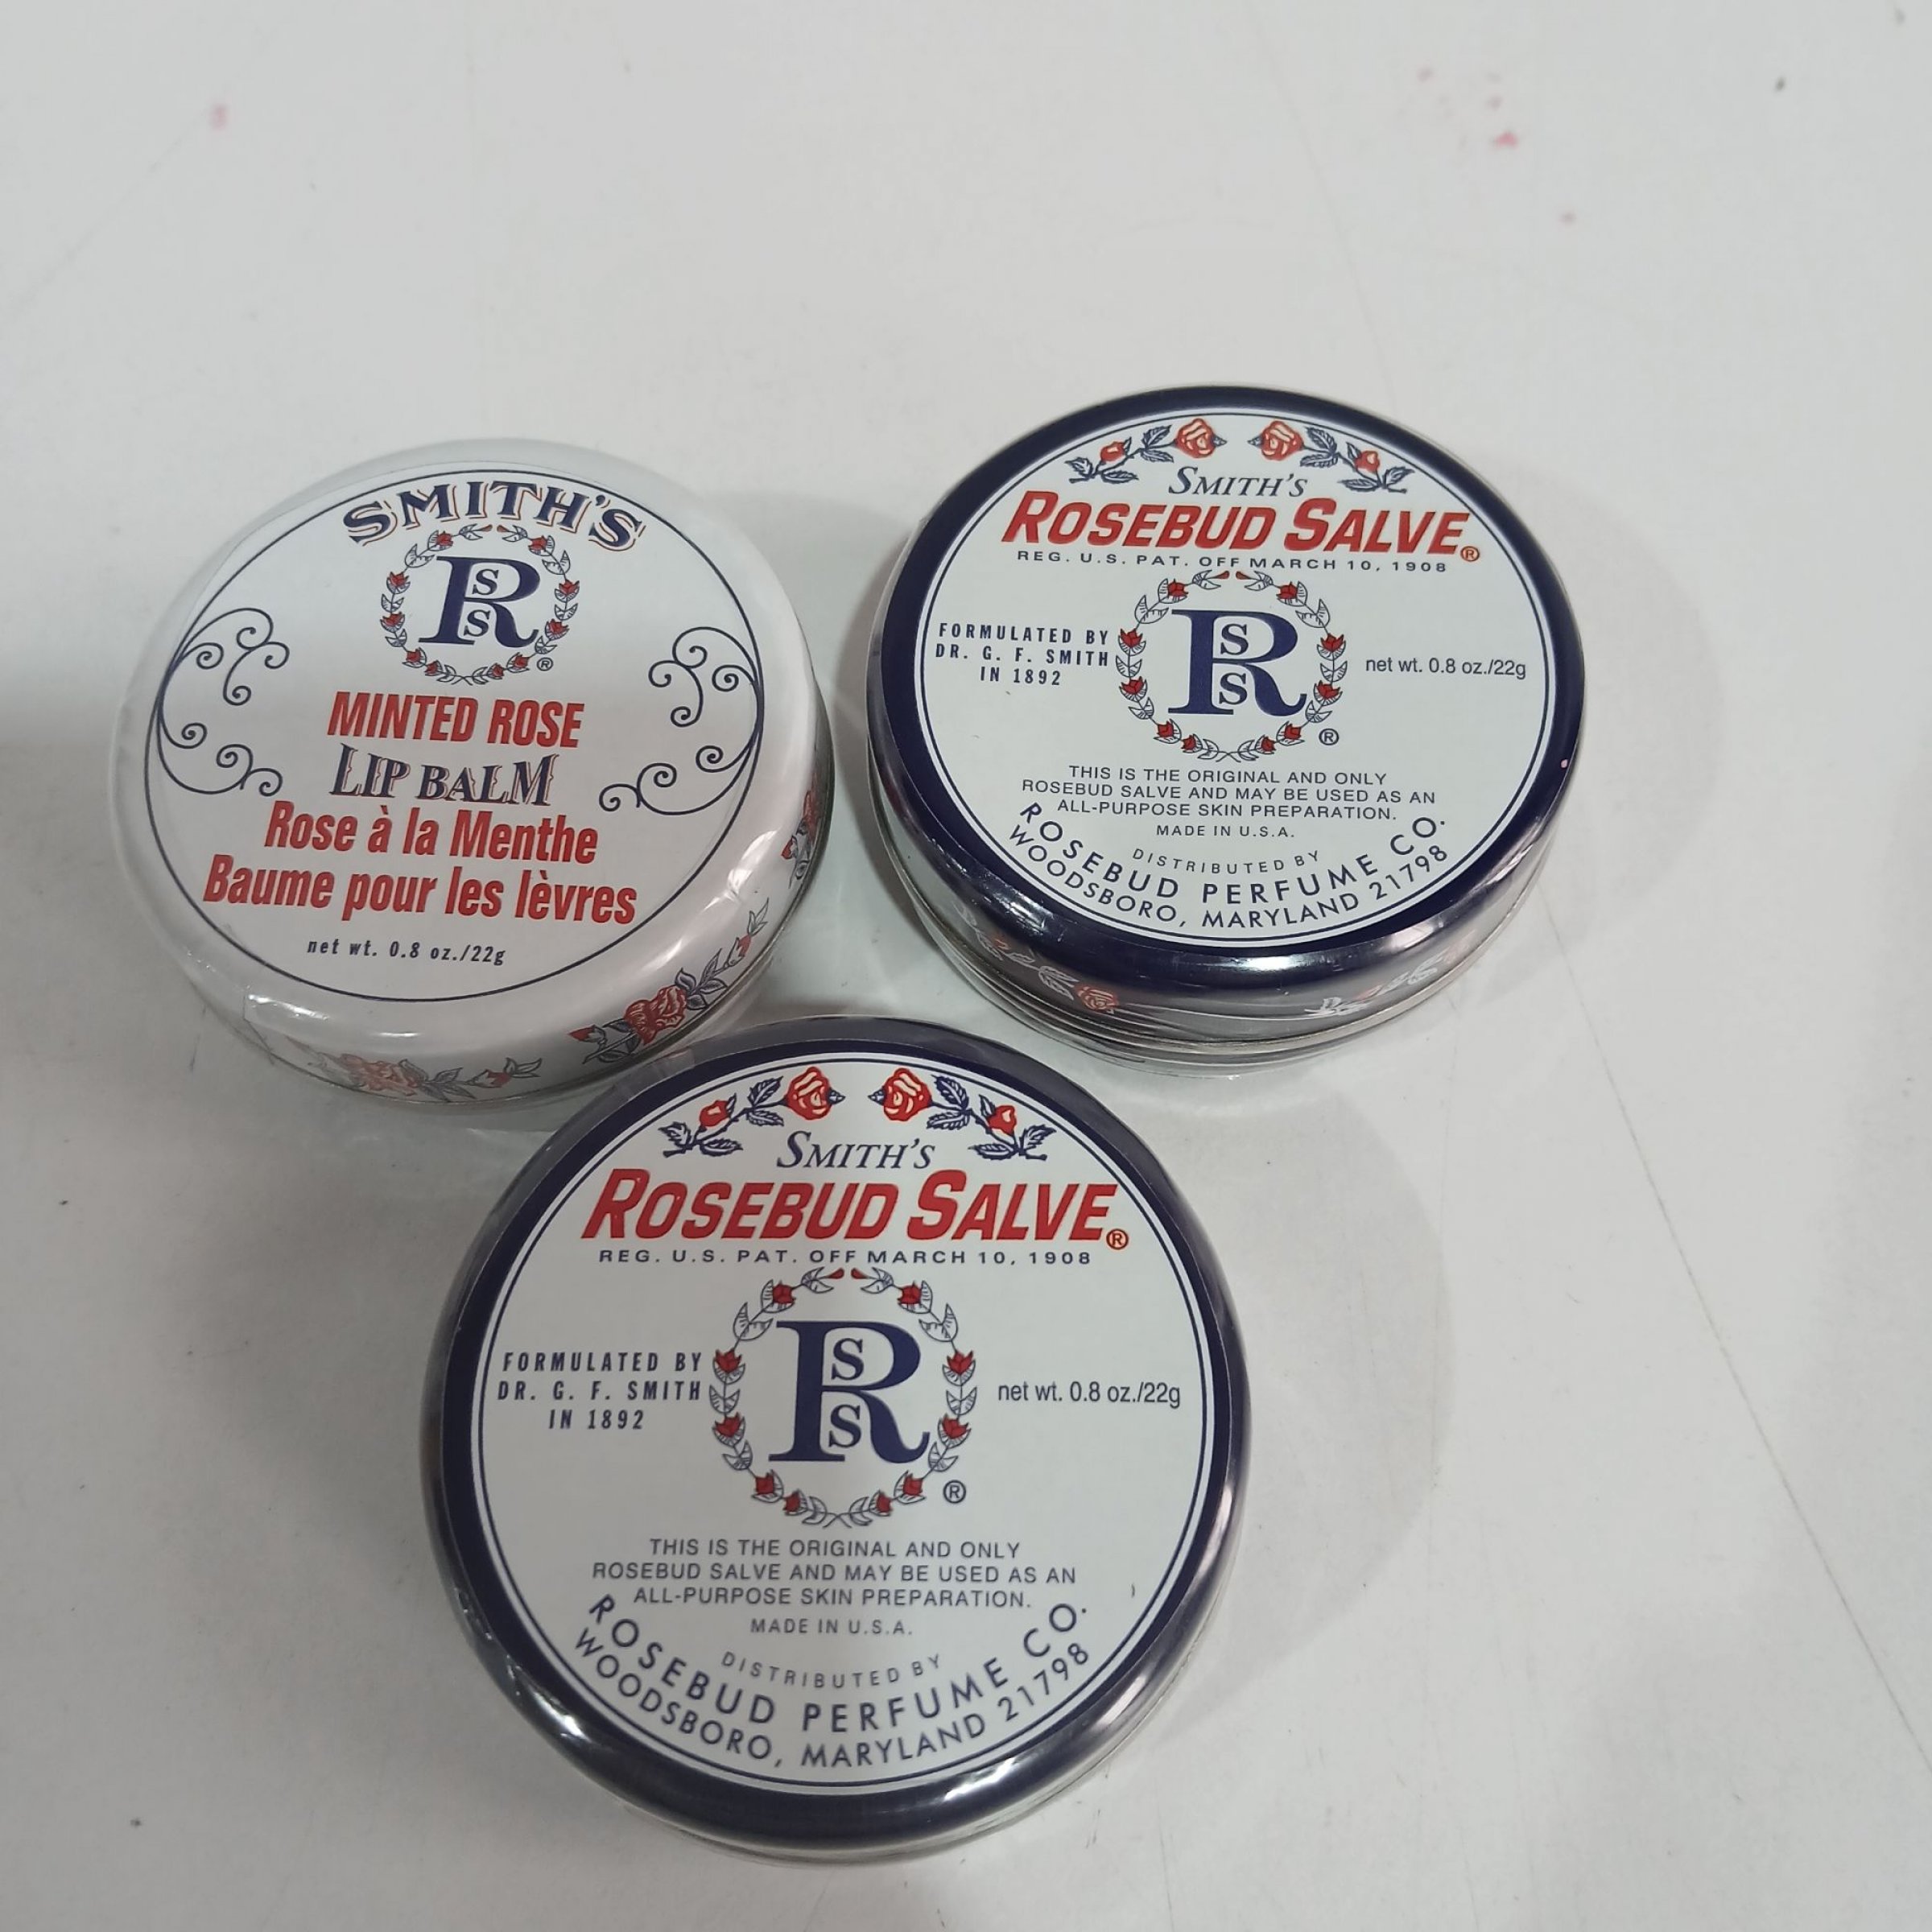 SMITH'S
R
S
S
®
MINTED ROSE
LIP BALM
Rose à la Menthe
Baume pour les lèvres
net wt. 0.8 oz./22g
SMITH'S
ROSEBUD SALVE®
REG. U.S. PAT. OFF MARCH 10, 1908
FORMULATED BY
DR. G. F. SMITH
IN 1892
R
S
S
®
net wt. 0.8 oz./22g
THIS IS THE ORIGINAL AND ONLY
ROSEBUD SALVE AND MAY BE USED AS AN
ALL-PURPOSE SKIN PREPARATION.
MADE IN U.S.A.
DISTRIBUTED BY
ROSEBUD PERFUME CO.
WOODSBORO, MARYLAND 21798
SMITH'S
ROSEBUD SALVE®
REG. U.S. PAT. OFF MARCH 10, 1908
FORMULATED BY
DR. G. F. SMITH
IN 1892
R
S
S
®
net wt. 0.8 oz./22g
THIS IS THE ORIGINAL AND ONLY
ROSEBUD SALVE AND MAY BE USED AS AN
ALL-PURPOSE SKIN PREPARATION.
MADE IN U.S.A.
DISTRIBUTED BY
ROSEBUD PERFUME CO.
WOODSBORO, MARYLAND 21798